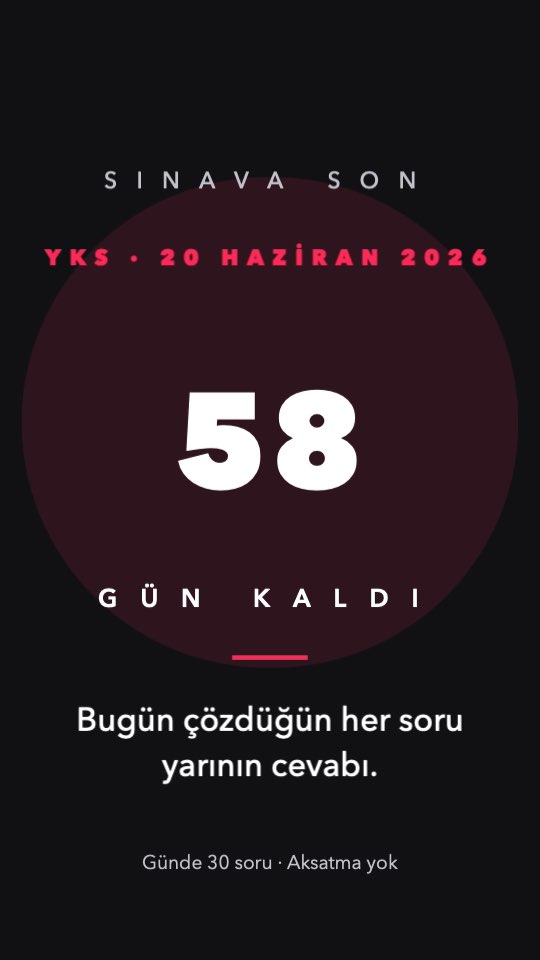 SINAVA SON
YKS · 20 HAZİRAN 2026
58
GÜN KALDI
Bugün çözdüğün her soru
yarının cevabı.
Günde 30 soru · Aksatma yok